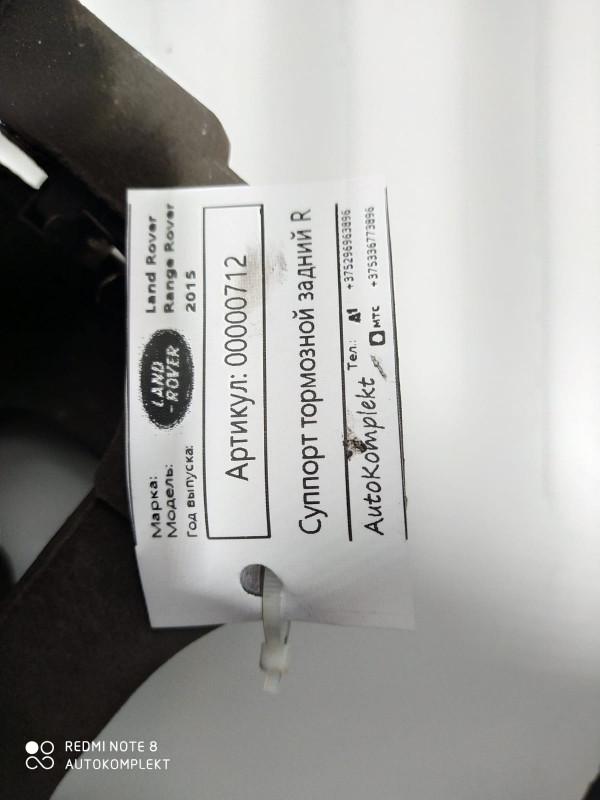 Марка: Land Rover
Модель: Range Rover
Год выпуска: 2015
LAND
-ROVER
Артикул: 00000712
Суппорт тормозной задний R
AutoKomplekt Тел.: A1 +375296963896
МТС +375336773896
REDMI NOTE 8
AUTOKOMPLEKT